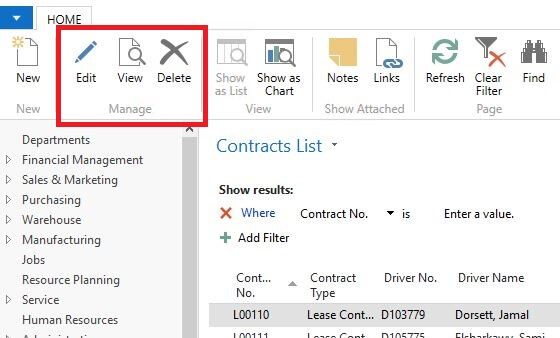 HOME
New
Edit
View
Delete
Show as List
Show as Chart
Notes
Links
Refresh
Clear Filter
Find
New
Manage
View
Show Attached
Page
Departments
Financial Management
Sales & Marketing
Purchasing
Warehouse
Manufacturing
Jobs
Resource Planning
Service
Human Resources
Administration
Contracts List
Show results:
Where Contract No. is Enter a value.
Add Filter
Cont... No. Contract Type Driver No. Driver Name
L00110 Lease Cont... D103779 Dorsett, Jamal
L00111 Lease Cont... D105775 Elsharkawy, Sami